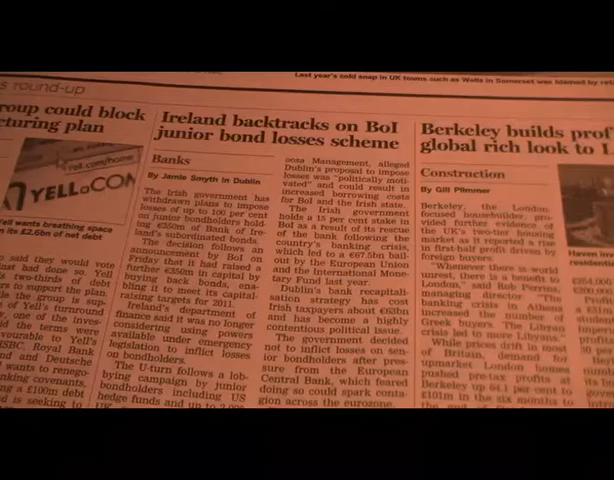 Last year's cold snap in UK towns such as Wells in Somerset was blamed by
s round-up
roup could block
cturing plan
Yell.com/home
YELL.COM
Yell wants breathing space
n its £2.6bn of net debt
said they would vote
had done so. Yell
two-thirds of debt
to support the plan.
the group is sup-
of Yell's turnround
one of the inves-
the terms were
vourable to Yell's
HSBC, Royal Bank
and Deutsche
wants to renego-
king covenants,
a £100m debt
is seeking to
Ireland backtracks on BoI
junior bond losses scheme
Banks
By Jamie Smyth in Dublin
The Irish government has
withdrawn plans to impose
losses of up to 100 per cent
on junior bondholders hold-
ing €350m of Bank of Ire-
land's subordinated bonds.
The decision follows an
announcement by BoI on
Friday that it had raised a
further €350m in capital by
buying back bonds, ena-
bling it to meet its capital-
raising targets for 2011.
Ireland's department of
finance said it was no longer
considering using powers
available under emergency
legislation to inflict losses
on bondholders.
The U-turn follows a lob-
bying campaign by junior
bondholders including US
hedge funds and up to
Management, alleged
Dublin's proposal to impose
losses was "politically moti-
vated" and could result in
increased borrowing costs
for BoI and the Irish state.
The Irish government
holds a 15 per cent stake in
BoI as a result of its rescue
of the bank following the
country's banking crisis,
which led to a €67.5bn bail-
out by the European Union
and the International Mone-
tary Fund last year.
Dublin's bank recapitali-
sation strategy has cost
Irish taxpayers about €63bn
and has become a highly
contentious political issue.
The government decided
not to inflict losses on sen-
ior bondholders after pres-
sure from the European
Central Bank, which feared
doing so could spark conta-
gion across the eurozone.
Berkeley builds prof
global rich look to L
Construction
By Gill Plimmer
Berkeley, the London-
focused housebuilder, pro-
vided further evidence of
the UK's two-tier housing
market as it reported a rise
in first-half profit driven by
foreign buyers.
"Whenever there is world
unrest, there is a benefit to
London," said Rob Perrins,
managing director. "The
banking crisis in Athens
increased the number of
Greek buyers. The Libyan
crisis led to more Libyans."
While prices drift in most
of Britain, demand for
upmarket London homes
pushed pre-tax profits at
Berkeley up 64.1 per cent to
£101m in the six months to
Haven
residential